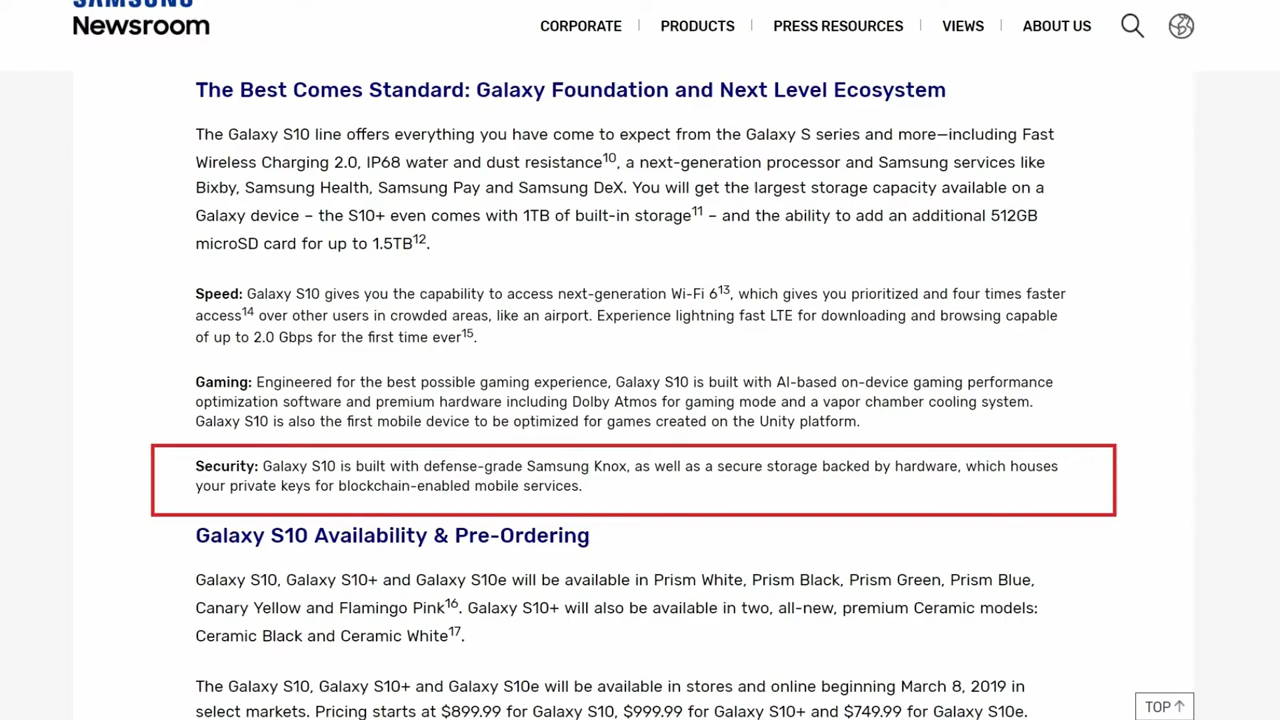 SAMSUNG
Newsroom
CORPORATE | PRODUCTS | PRESS RESOURCES | VIEWS | ABOUT US
The Best Comes Standard: Galaxy Foundation and Next Level Ecosystem
The Galaxy S10 line offers everything you have come to expect from the Galaxy S series and more—including Fast
Wireless Charging 2.0, IP68 water and dust resistance10, a next-generation processor and Samsung services like
Bixby, Samsung Health, Samsung Pay and Samsung DeX. You will get the largest storage capacity available on a
Galaxy device – the S10+ even comes with 1TB of built-in storage11 – and the ability to add an additional 512GB
microSD card for up to 1.5TB12.
Speed: Galaxy S10 gives you the capability to access next-generation Wi-Fi 613, which gives you prioritized and four times faster
access14 over other users in crowded areas, like an airport. Experience lightning fast LTE for downloading and browsing capable
of up to 2.0 Gbps for the first time ever15.
Gaming: Engineered for the best possible gaming experience, Galaxy S10 is built with AI-based on-device gaming performance
optimization software and premium hardware including Dolby Atmos for gaming mode and a vapor chamber cooling system.
Galaxy S10 is also the first mobile device to be optimized for games created on the Unity platform.
Security: Galaxy S10 is built with defense-grade Samsung Knox, as well as a secure storage backed by hardware, which houses
your private keys for blockchain-enabled mobile services.
Galaxy S10 Availability & Pre-Ordering
Galaxy S10, Galaxy S10+ and Galaxy S10e will be available in Prism White, Prism Black, Prism Green, Prism Blue,
Canary Yellow and Flamingo Pink16. Galaxy S10+ will also be available in two, all-new, premium Ceramic models:
Ceramic Black and Ceramic White17.
The Galaxy S10, Galaxy S10+ and Galaxy S10e will be available in stores and online beginning March 8, 2019 in
select markets. Pricing starts at $899.99 for Galaxy S10, $999.99 for Galaxy S10+ and $749.99 for Galaxy S10e.
TOP↑